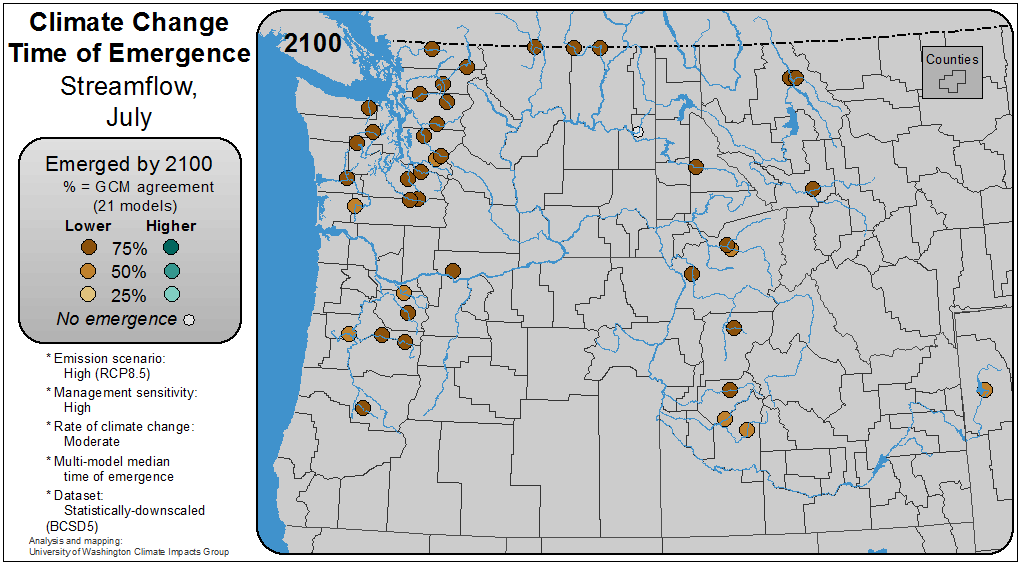 Climate Change
Time of Emergence
Streamflow,
July
Emerged by 2100
% = GCM agreement
(21 models)
Lower Higher
75%
50%
25%
No emergence
* Emission scenario:
High (RCP8.5)
* Management sensitivity:
High
* Rate of climate change:
Moderate
* Multi-model median
time of emergence
* Dataset:
Statistically-downscaled
(BCSD5)
Analysis and mapping:
University of Washington Climate Impacts Group
2100
Counties